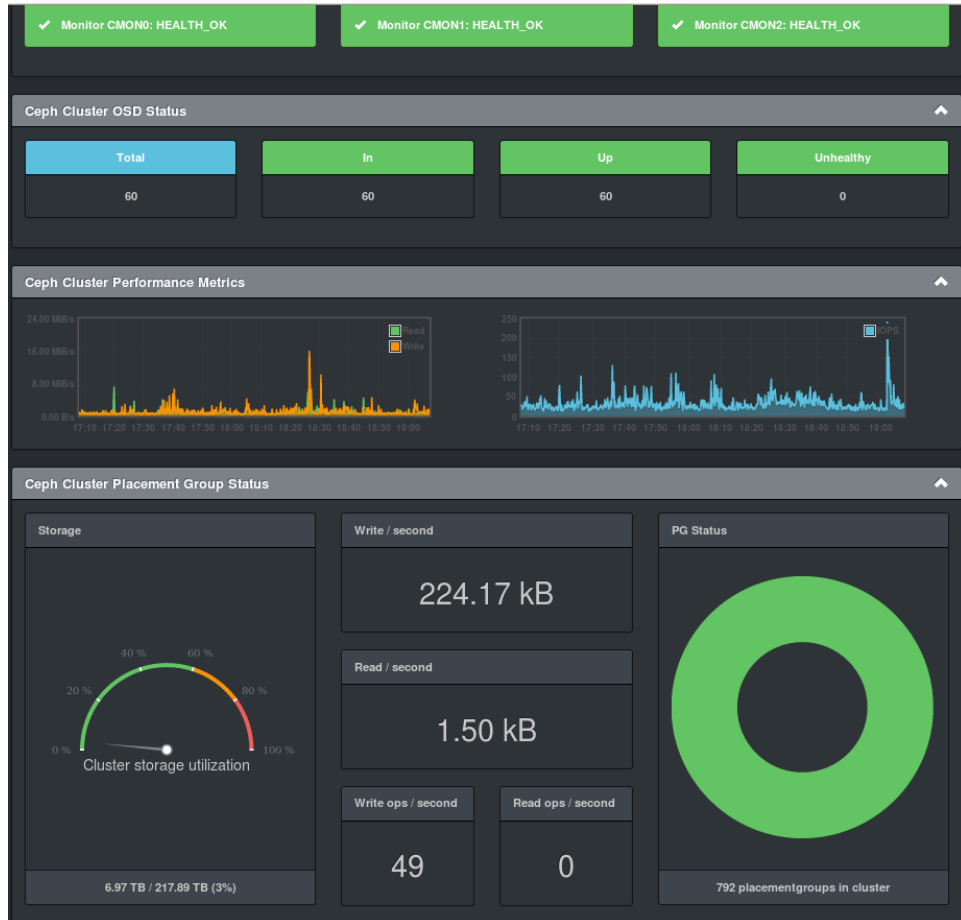 Monitor CMON0: HEALTH_OK
Monitor CMON1: HEALTH_OK
Monitor CMON2: HEALTH_OK
Ceph Cluster OSD Status
Total
In
Up
Unhealthy
60
60
60
0
Ceph Cluster Performance Metrics
24.00 MiB/s
16.00 MiB/s
8.00 MiB/s
0.00 B/s
Read
Write
17:10 17:20 17:30 17:40 17:50 18:00 18:10 18:20 18:30 18:40 18:50 19:00
250
200
150
100
50
0
IOPS
17:10 17:20 17:30 17:40 17:50 18:00 18:10 18:20 18:30 18:40 18:50 19:00
Ceph Cluster Placement Group Status
Storage
0 %
20 %
40 %
60 %
80 %
100 %
Cluster storage utilization
6.97 TB / 217.89 TB (3%)
Write / second
224.17 kB
Read / second
1.50 kB
Write ops / second
49
Read ops / second
0
PG Status
792 placementgroups in cluster